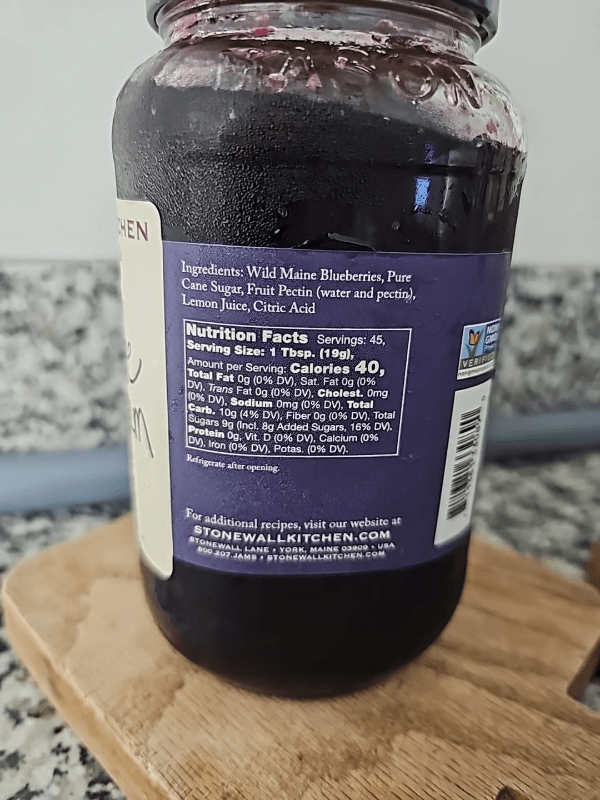 Ingredients: Wild Maine Blueberries, Pure
Cane Sugar, Fruit Pectin (water and pectin),
Lemon Juice, Citric Acid
Nutrition Facts Servings: 45,
Serving Size: 1 Tbsp. (19g),
Amount per Serving: Calories 40,
Total Fat 0g (0% DV), Sat. Fat 0g (0%
DV), Trans Fat 0g (0% DV), Cholest. 0mg
(0% DV), Sodium 0mg (0% DV), Total
Carb. 10g (4% DV), Fiber 0g (0% DV), Total
Sugars 9g (Incl. 8g Added Sugars, 16% DV),
Protein 0g, Vit. D (0% DV), Calcium (0%
DV), Iron (0% DV), Potas. (0% DV).
Refrigerate after opening.
For additional recipes, visit our website at
STONEWALLKITCHEN.COM
STONEWALL LANE • YORK, MAINE 03909 • USA
800.207.JAMS • STONEWALLKITCHEN.COM
NON
GMO
VERIFIED